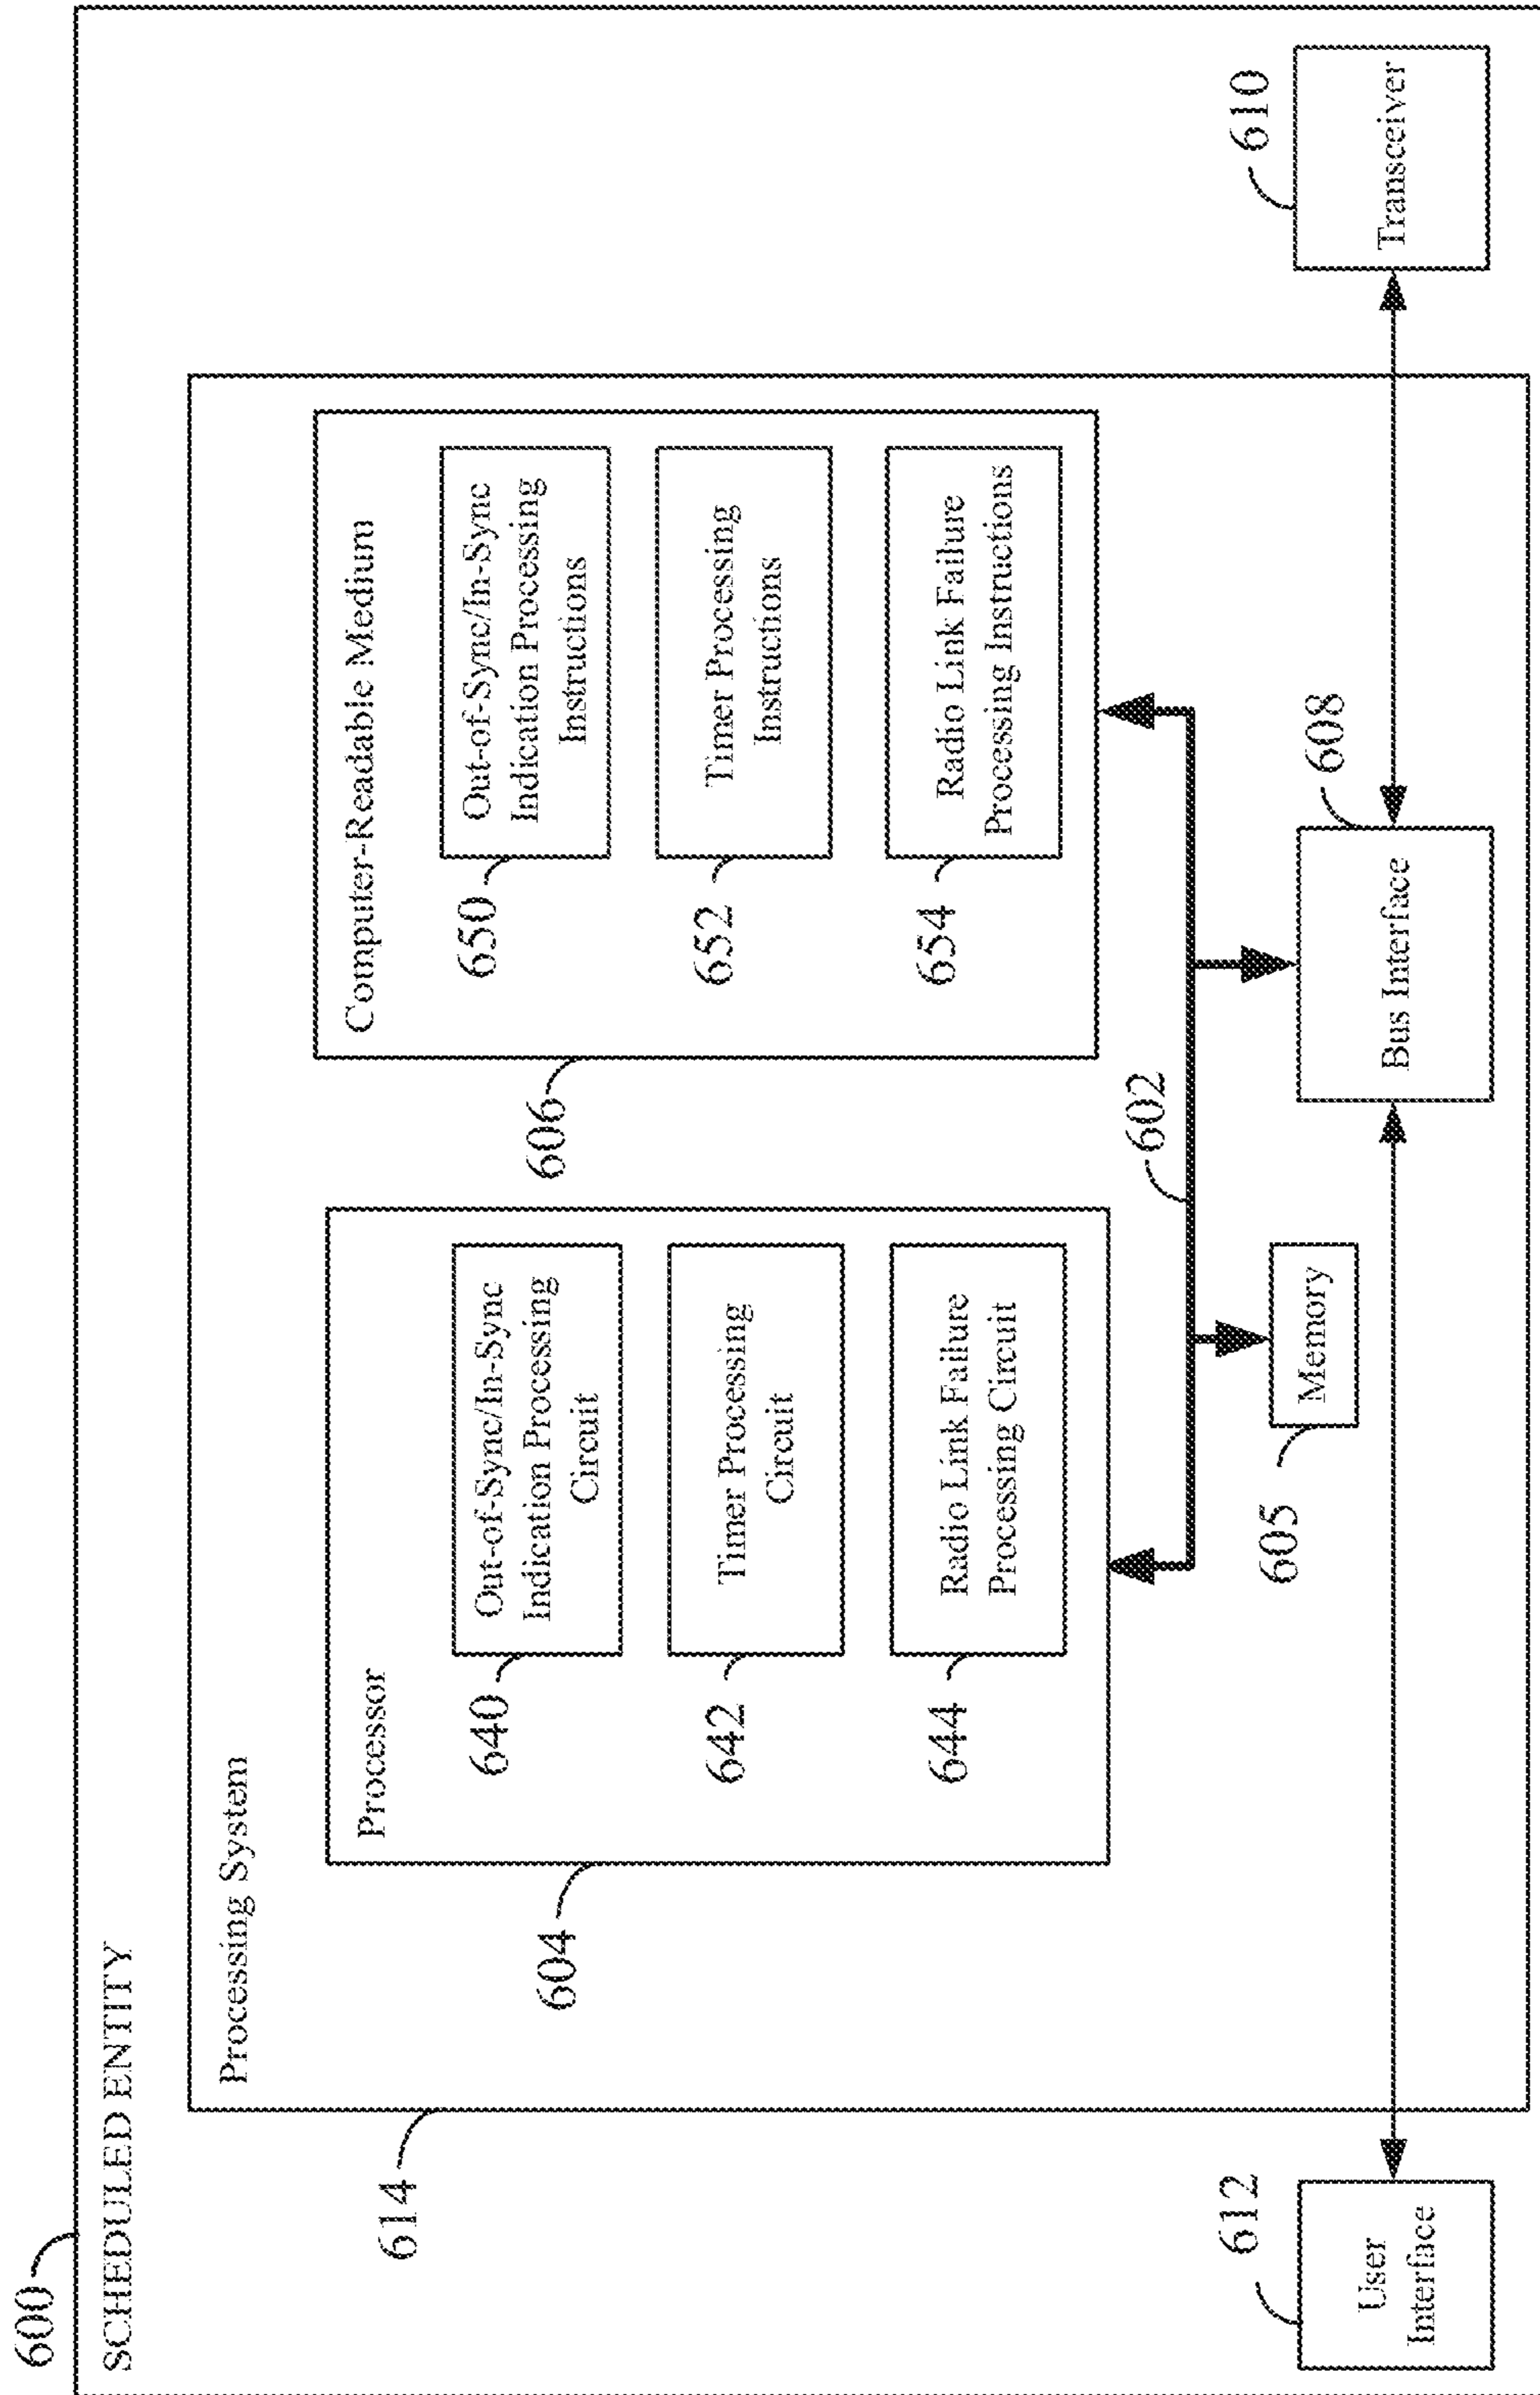 600
SCHEDULED ENTITY
614
Processing System
604
Processor
640
Out-of-Sync/In-Sync
Indication Processing
Circuit
642
Timer Processing
Circuit
644
Radio Link Failure
Processing Circuit
606
Computer-Readable Medium
650
Out-of-Sync/In-Sync
Indication Processing
Instructions
652
Timer Processing
Instructions
654
Radio Link Failure
Processing Instructions
602
605
Memory
608
Bus Interface
612
User
Interface
610
Transceiver